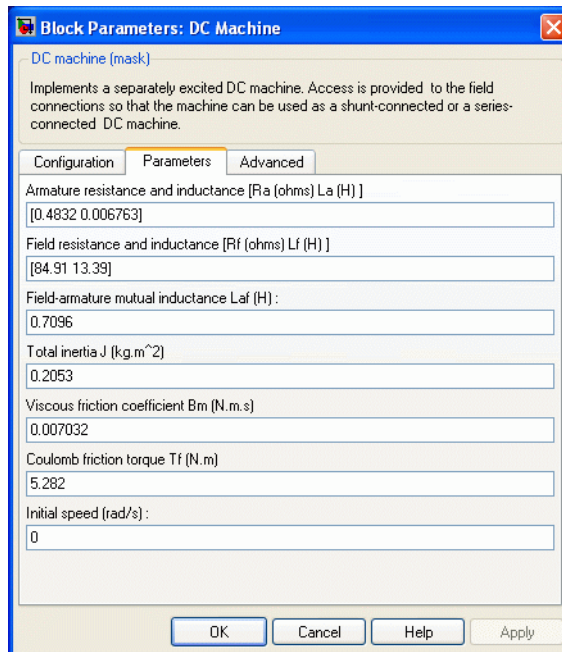 Block Parameters: DC Machine
DC machine (mask)
Implements a separately excited DC machine. Access is provided to the field
connections so that the machine can be used as a shunt-connected or a series-
connected DC machine.
Configuration Parameters Advanced
Armature resistance and inductance [Ra (ohms) La (H) ]
[0.4832 0.006763]
Field resistance and inductance [Rf (ohms) Lf (H) ]
[84.91 13.39]
Field-armature mutual inductance Laf (H) :
0.7096
Total inertia J (kg.m^2)
0.2053
Viscous friction coefficient Bm (N.m.s)
0.007032
Coulomb friction torque Tf (N.m)
5.282
Initial speed (rad/s) :
0
OK Cancel Help Apply